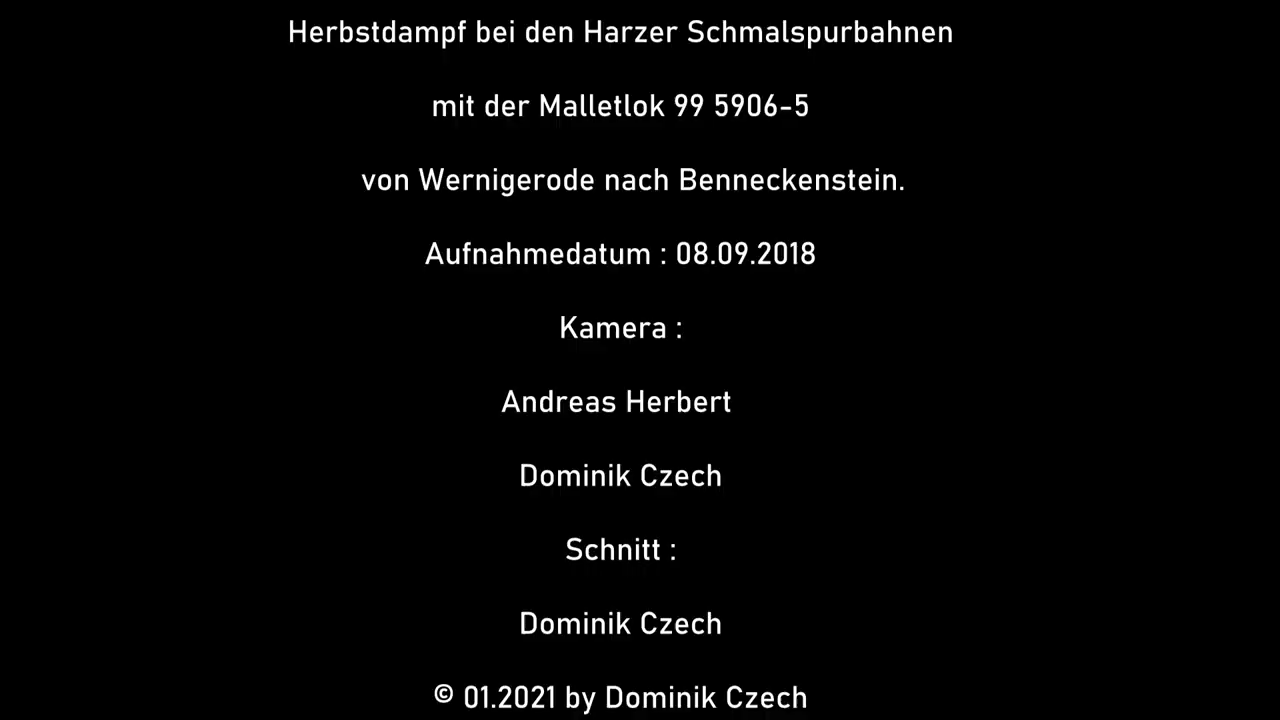 Herbstdampf bei den Harzer Schmalspurbahnen
mit der Malletlok 99 5906-5
von Wernigerode nach Benneckenstein.
Aufnahmedatum : 08.09.2018
Kamera :
Andreas Herbert
Dominik Czech
Schnitt :
Dominik Czech
© 01.2021 by Dominik Czech